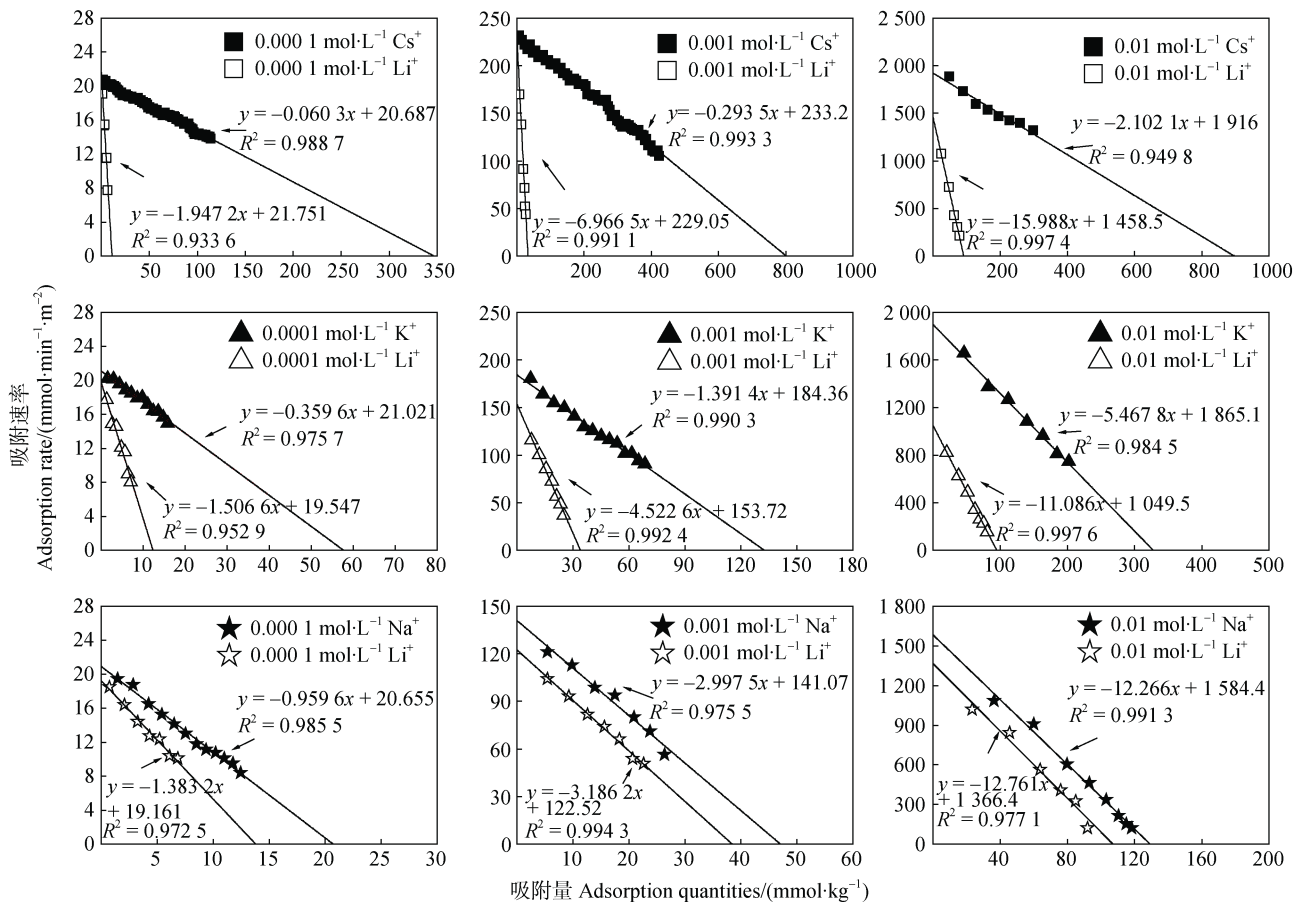 28
24
20
16
12
8
4
0
50 100 150 200 250 300 350
0.000 1 mol·L⁻¹ Cs⁺
0.000 1 mol·L⁻¹ Li⁺
y = −0.060 3x + 20.687
R² = 0.988 7
y = −1.947 2x + 21.751
R² = 0.933 6
250
200
150
100
50
0
200 400 600 800 1000
0.001 mol·L⁻¹ Cs⁺
0.001 mol·L⁻¹ Li⁺
y = −0.293 5x + 233.2
R² = 0.993 3
y = −6.966 5x + 229.05
R² = 0.991 1
2 500
2 000
1 500
1 000
500
0
200 400 600 800 1000
0.01 mol·L⁻¹ Cs⁺
0.01 mol·L⁻¹ Li⁺
y = −2.102 1x + 1 916
R² = 0.949 8
y = −15.988x + 1 458.5
R² = 0.997 4
吸附速率
Adsorption rate/(mmol·min⁻¹·m⁻²)
28
24
20
16
12
8
4
0
10 20 30 40 50 60 70 80
0.0001 mol·L⁻¹ K⁺
0.0001 mol·L⁻¹ Li⁺
y = −0.359 6x + 21.021
R² = 0.975 7
y = −1.506 6x + 19.547
R² = 0.952 9
250
200
150
100
50
0
30 60 90 120 150 180
0.001 mol·L⁻¹ K⁺
0.001 mol·L⁻¹ Li⁺
y = −1.391 4x + 184.36
R² = 0.990 3
y = −4.522 6x + 153.72
R² = 0.992 4
2 000
1 600
1200
800
400
0
100 200 300 400 500
0.01 mol·L⁻¹ K⁺
0.01 mol·L⁻¹ Li⁺
y = −5.467 8x + 1 865.1
R² = 0.984 5
y = −11.086x + 1 049.5
R² = 0.997 6
28
24
20
16
12
8
4
0
5 10 15 20 25 30
0.000 1 mol·L⁻¹ Na⁺
0.000 1 mol·L⁻¹ Li⁺
y = −0.959 6x + 20.655
R² = 0.985 5
y = −1.383 2x
+ 19.161
R² = 0.972 5
150
120
90
60
30
0
10 20 30 40 50 60
0.001 mol·L⁻¹ Na⁺
0.001 mol·L⁻¹ Li⁺
y = −2.997 5x + 141.07
R² = 0.975 5
y = −3.186 2x
+ 122.52
R² = 0.994 3
1 800
1 500
1200
900
600
300
0
40 80 120 160 200
0.01 mol·L⁻¹ Na⁺
0.01 mol·L⁻¹ Li⁺
y = −12.266x + 1 584.4
R² = 0.991 3
y = −12.761x
+ 1 366.4
R² = 0.977 1
吸附量 Adsorption quantities/(mmol·kg⁻¹)